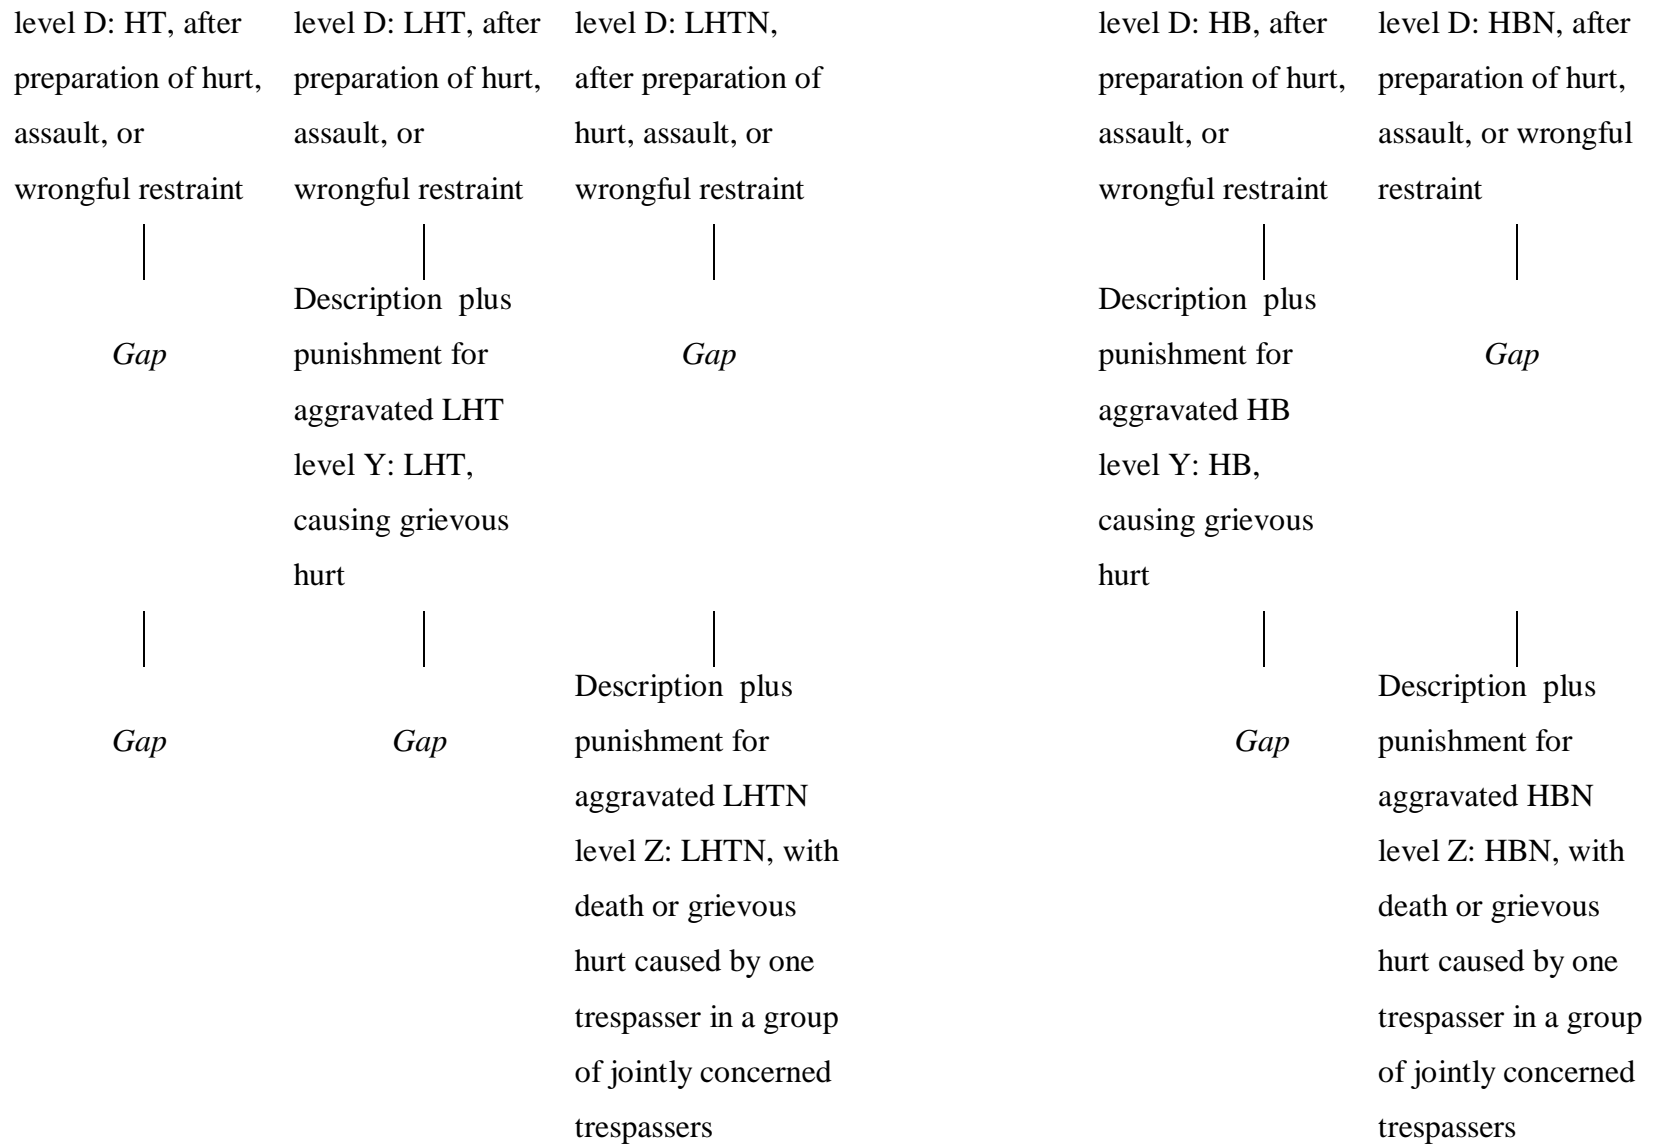 level D: HT, after
preparation of hurt,
assault, or
wrongful restraint
level D: LHT, after
preparation of hurt,
assault, or
wrongful restraint
level D: LHTN,
after preparation of
hurt, assault, or
wrongful restraint
level D: HB, after
preparation of hurt,
assault, or
wrongful restraint
level D: HBN, after
preparation of hurt,
assault, or wrongful
restraint
Gap
Description plus
punishment for
aggravated LHT
level Y: LHT,
causing grievous
hurt
Gap
Description plus
punishment for
aggravated HB
level Y: HB,
causing grievous
hurt
Gap
Gap
Gap
Description plus
punishment for
aggravated LHTN
level Z: LHTN, with
death or grievous
hurt caused by one
trespasser in a group
of jointly concerned
trespassers
Gap
Description plus
punishment for
aggravated HBN
level Z: HBN, with
death or grievous
hurt caused by one
trespasser in a group
of jointly concerned
trespassers